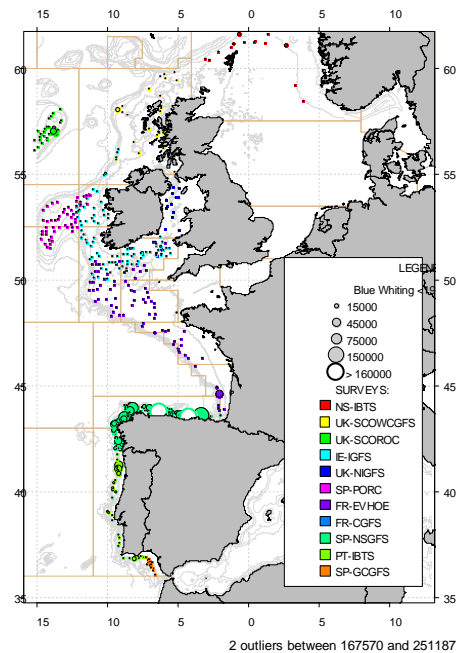 15 10 5 0 5 10
60 60
55 55
50 50
45 45
40 40
35 35
LEGEN
Blue Whiting <
15000
45000
75000
150000
> 160000
SURVEYS:
NS-IBTS
UK-SCOWCGFS
UK-SCOROC
IE-IGFS
UK-NIGFS
SP-PORC
FR-EVHOE
FR-CGFS
SP-NSGFS
PT-IBTS
SP-GCGFS
15 10 5 0 5 10
2 outliers between 167570 and 251187